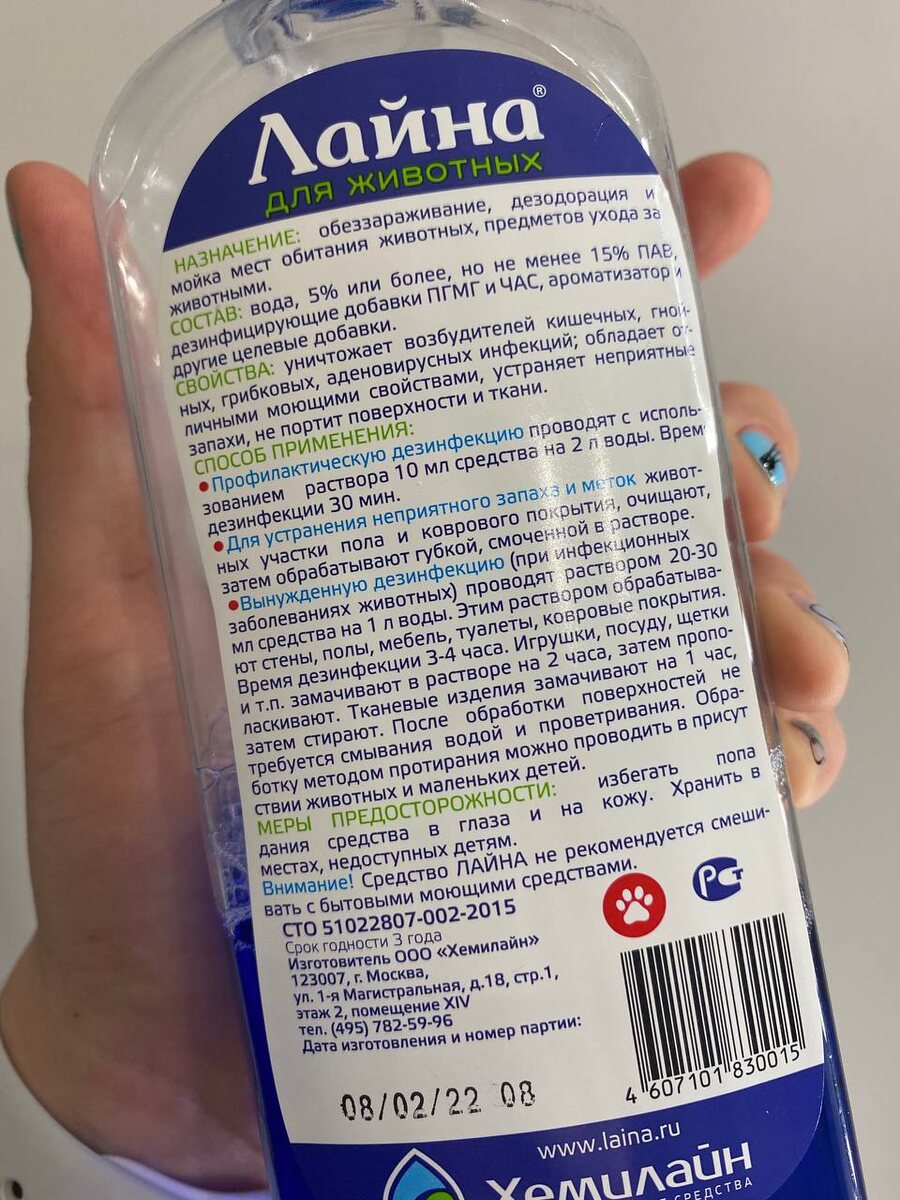 Лайна®
ДЛЯ ЖИВОТНЫХ
НАЗНАЧЕНИЕ: обеззараживание, дезодорация и
мойка мест обитания животных, предметов ухода за
животными.
СОСТАВ: вода, 5% или более, но не менее 15% ПАВ,
дезинфицирующие добавки ПГМГ и ЧАС, ароматизатор и
другие целевые добавки.
СВОЙСТВА: уничтожает возбудителей кишечных, гной-
ных, грибковых, аденовирусных инфекций; обладает от-
личными моющими свойствами, устраняет неприятные
запахи, не портит поверхности и ткани.
СПОСОБ ПРИМЕНЕНИЯ:
•Профилактическую дезинфекцию проводят с исполь-
зованием раствора 10 мл средства на 2 л воды. Время
дезинфекции 30 мин.
•Для устранения неприятного запаха и меток живот-
ных участки пола и коврового покрытия, очищают,
затем обрабатывают губкой, смоченной в растворе.
•Вынужденную дезинфекцию (при инфекционных
заболеваниях животных) проводят раствором 20-30
мл средства на 1 л воды. Этим раствором обрабатыва-
ют стены, полы, мебель, туалеты, ковровые покрытия.
Время дезинфекции 3-4 часа. Игрушки, посуду, щетки
и т.п. замачивают в растворе на 2 часа, затем пропо-
ласкивают. Тканевые изделия замачивают на 1 час,
затем стирают. После обработки поверхностей не
требуется смывания водой и проветривания. Обра-
ботку методом протирания можно проводить в присут
ствии животных и маленьких детей.
МЕРЫ ПРЕДОСТОРОЖНОСТИ: избегать попа
дания средства в глаза и на кожу. Хранить в
местах, недоступных детям.
Внимание! Средство ЛАЙНА не рекомендуется смеши-
вать с бытовыми моющими средствами.
СТО 51022807-002-2015
Срок годности 3 года
Изготовитель ООО «Хемилайн»
123007, г. Москва,
ул. 1-я Магистральная, д.18, стр.1,
этаж 2, помещение XIV
тел. (495) 782-59-96
Дата изготовления и номер партии:
РСТ
4 607101 830015
08/02/22 08
www.laina.ru
Хемилайн
СРЕДСТВА